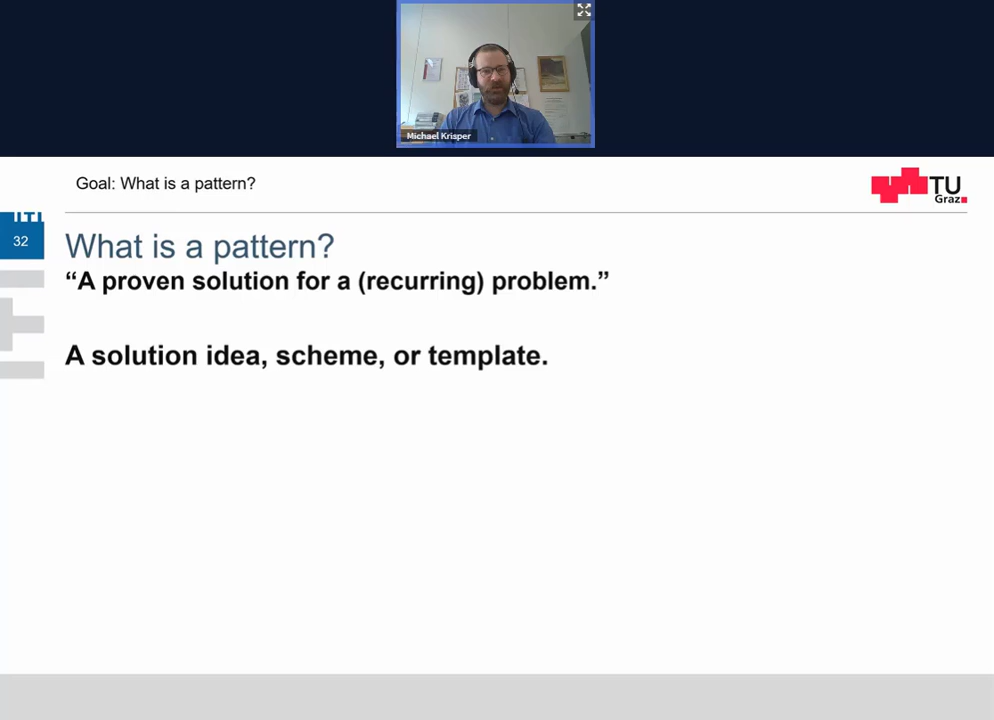 Michael Krisper
Goal: What is a pattern?
TU
Graz
32
What is a pattern?
“A proven solution for a (recurring) problem.”
A solution idea, scheme, or template.